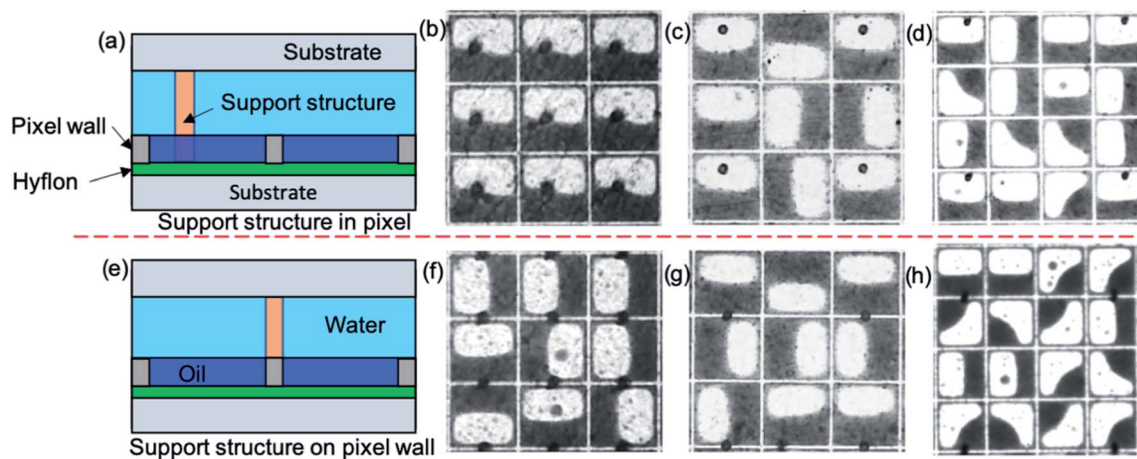 (a)
Substrate
Support structure
Pixel wall
Hyflon
Substrate
Support structure in pixel
(b)
(c)
(d)
(e)
Water
Oil
Support structure on pixel wall
(f)
(g)
(h)